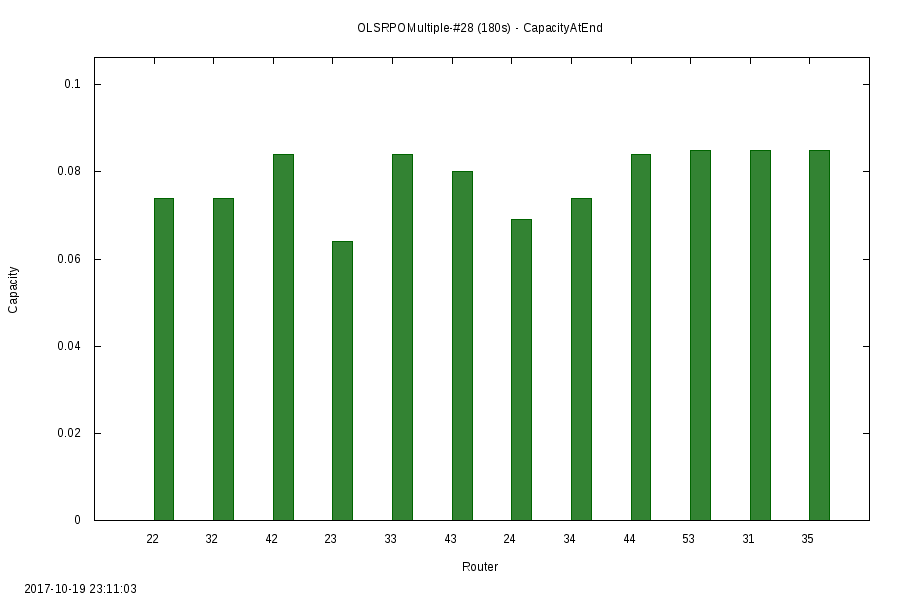 OLSRPOMultiple-#28 (180s) - CapacityAtEnd
0.1
0.08
0.06
0.04
0.02
0
Capacity
22 32 42 23 33 43 24 34 44 53 31 35
Router
2017-10-19 23:11:03